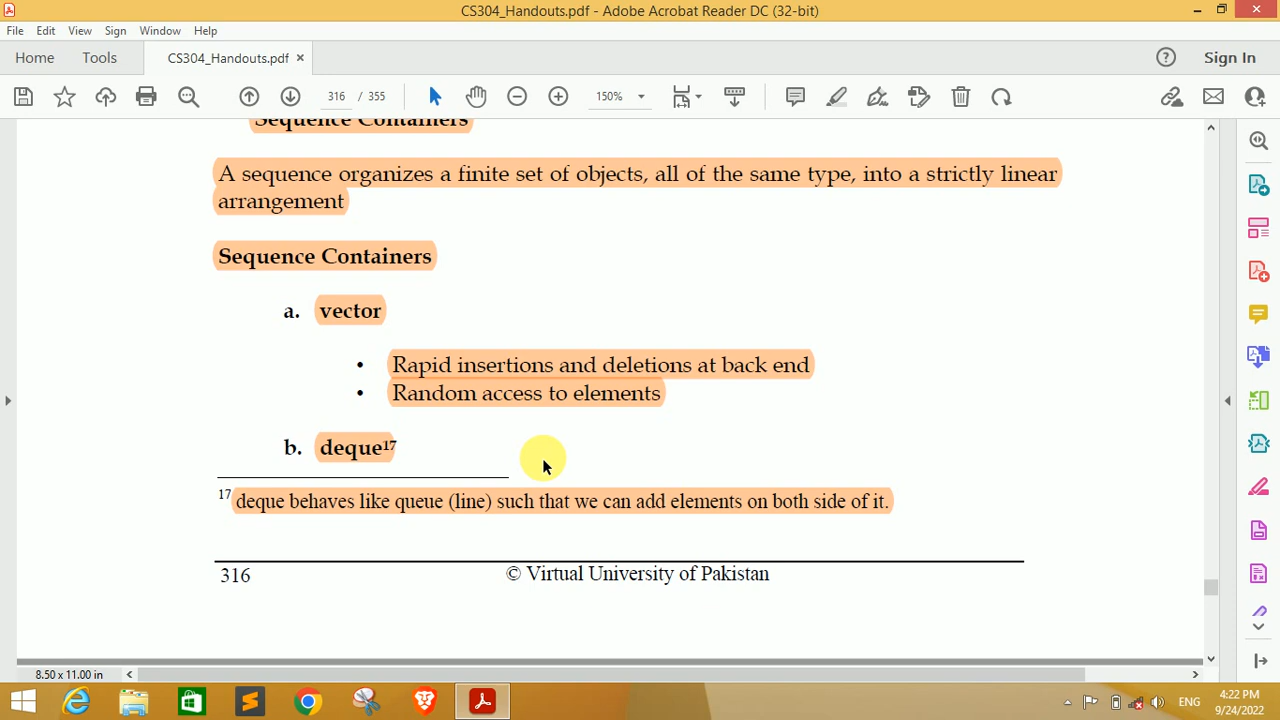 CS304_Handouts.pdf - Adobe Acrobat Reader DC (32-bit)
File Edit View Sign Window Help
Home Tools CS304_Handouts.pdf × Sign In
316 / 355 150%
Sequence Containers
A sequence organizes a finite set of objects, all of the same type, into a strictly linear
arrangement
Sequence Containers
a. vector
• Rapid insertions and deletions at back end
• Random access to elements
b. deque17
17 deque behaves like queue (line) such that we can add elements on both side of it.
316 © Virtual University of Pakistan
8.50 x 11.00 in
ENG 4:22 PM
9/24/2022